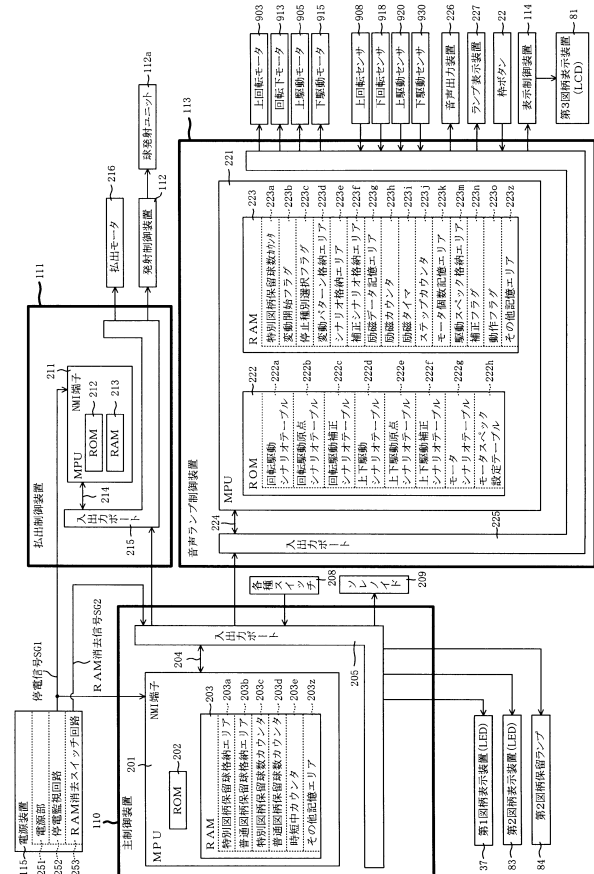 115
電源装置
251
電源部
252
停電監視回路
253
RAM消去スイッチ回路
停電信号SG1
RAM消去信号SG2
111
払出制御装置
211
MPU
NMI端子
ROM
212
RAM
213
214
入出力ポート
215
払出モータ
216
発射制御装置
112
球発射ユニット
112a
110
主制御装置
201
MPU
NMI端子
ROM
202
RAM
203
特別図柄保留球格納エリア
203a
普通図柄保留球格納エリア
203b
特別図柄保留球数カウンタ
203c
普通図柄保留球数カウンタ
203d
時短中カウンタ
203e
その他記憶エリア
203z
204
入出力ポート
205
各種スイッチ
208
ソレノイド
209
37
第1図柄表示装置(LED)
83
第2図柄表示装置(LED)
84
第2図柄保留ランプ
113
音声ランプ制御装置
221
MPU
ROM
222
回転駆動
シナリオテーブル
222a
回転駆動原点
シナリオテーブル
222b
回転駆動補正
シナリオテーブル
222c
上下駆動
シナリオテーブル
222d
上下駆動原点
シナリオテーブル
222e
上下駆動補正
シナリオテーブル
222f
モータ
シナリオテーブル
222g
モータスペック
設定テーブル
222h
RAM
223
特別図柄保留球数カウンタ
223a
変動開始フラグ
223b
停止種別選択フラグ
223c
変動パターン格納エリア
223d
シナリオ格納エリア
223e
補正シナリオ格納エリア
223f
励磁データ記憶エリア
223g
励磁カウンタ
223h
励磁タイマ
223i
ステップカウンタ
223j
モータ個数記憶エリア
223k
駆動スペック格納エリア
223m
補正フラグ
223n
動作フラグ
223o
その他記憶エリア
223z
224
入出力ポート
225
上回転モータ
903
回転下モータ
913
上駆動モータ
905
下駆動モータ
915
上回転センサ
908
下回転センサ
918
上駆動センサ
920
下駆動センサ
930
音声出力装置
226
ランプ表示装置
227
枠ボタン
22
表示制御装置
114
第3図柄表示装置
(LCD)
81